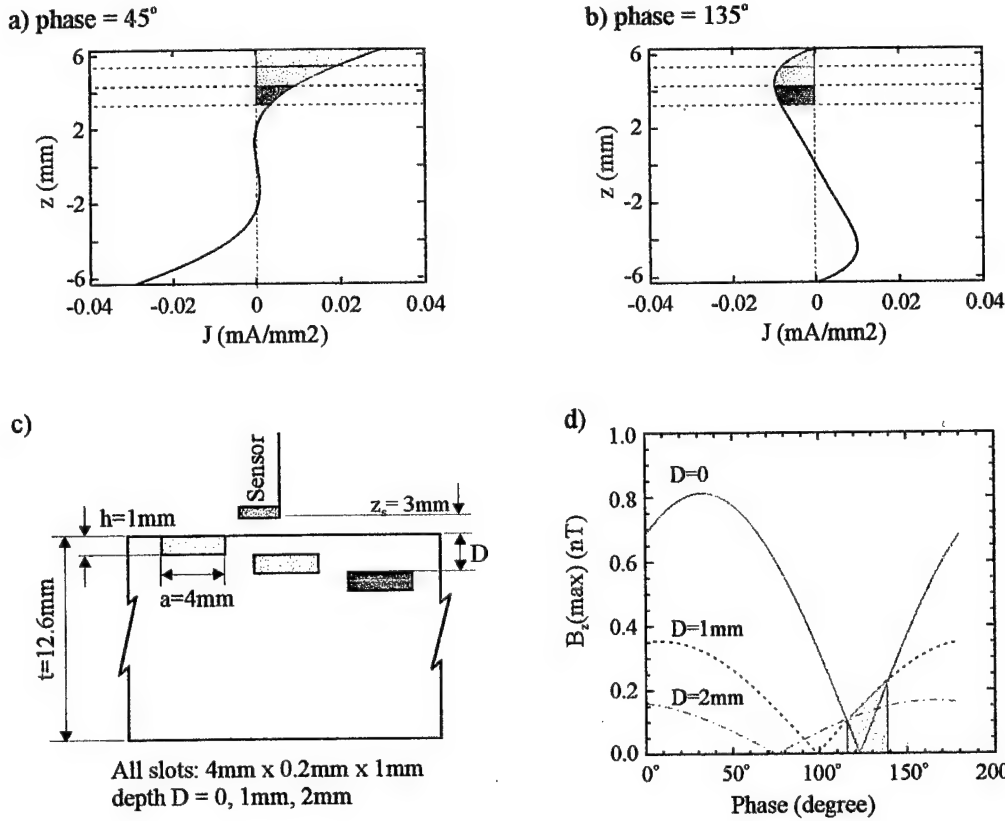 a) phase = 45°
b) phase = 135°
6
2
-2
-6
z (mm)
-0.04 -0.02 0 0.02 0.04
J (mA/mm2)
6
2
-2
-6
z (mm)
-0.04 -0.02 0 0.02 0.04
J (mA/mm2)
c)
Sensor
zs= 3mm
h=1mm
D
a=4mm
t=12.6mm
All slots: 4mm x 0.2mm x 1mm
depth D = 0, 1mm, 2mm
d)
1.0
0.8
0.6
0.4
0.2
0.0
Bz(max) (nT)
D=0
D=1mm
D=2mm
0° 50° 100° 150° 200
Phase (degree)